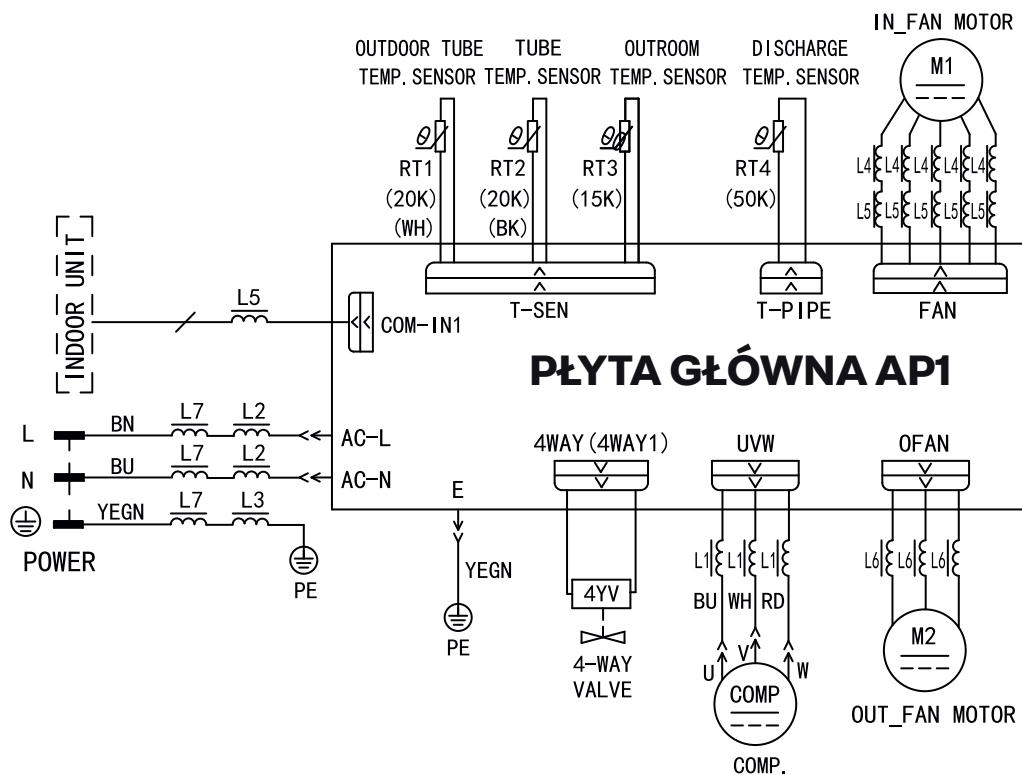 IN_FAN MOTOR
M1
OUTDOOR TUBE
TEMP. SENSOR
TUBE
TEMP. SENSOR
OUTROOM
TEMP. SENSOR
DISCHARGE
TEMP. SENSOR
RT1
(20K)
(WH)
RT2
(20K)
(BK)
RT3
(15K)
RT4
(50K)
L4 L4 L4 L4 L4
L5 L5 L5 L5 L5
T-SEN
T-PIPE
FAN
INDOOR UNIT
L5
COM-IN1
PŁYTA GŁÓWNA AP1
L BN L7 L2 AC-L
N BU L7 L2 AC-N
YEGN L7 L3
POWER
PE
E
YEGN
PE
4WAY (4WAY1)
4YV
4-WAY
VALVE
UVW
L1 L1 L1
BU WH RD
U V W
COMP
COMP.
OFAN
L6 L6 L6
M2
OUT_FAN MOTOR